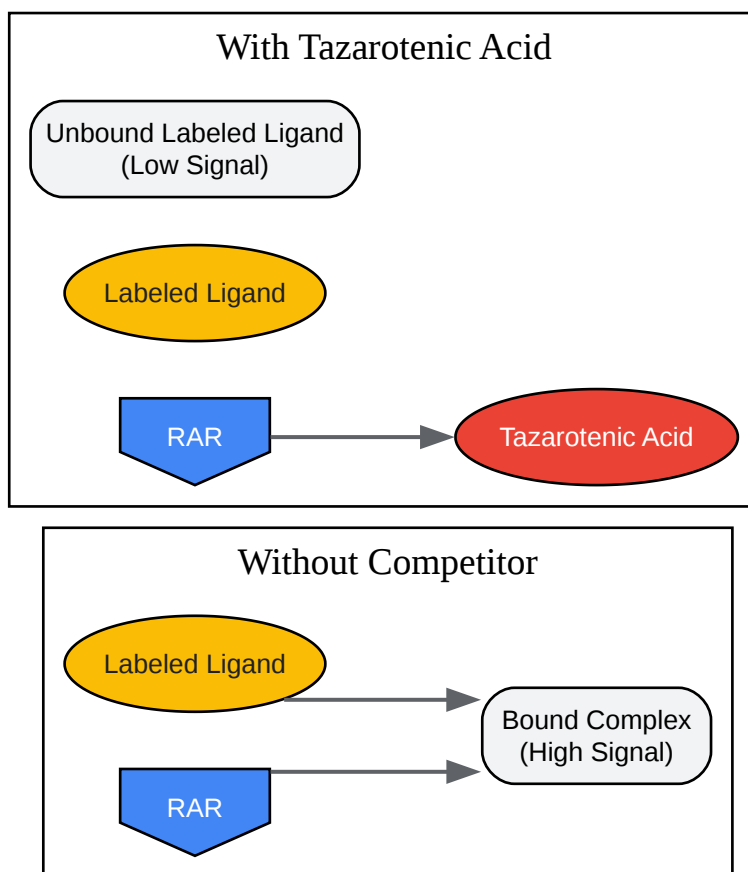 With Tazarotenic Acid
Unbound Labeled Ligand
(Low Signal)
Labeled Ligand
RAR
Tazarotenic Acid
Without Competitor
Labeled Ligand
Bound Complex
(High Signal)
RAR